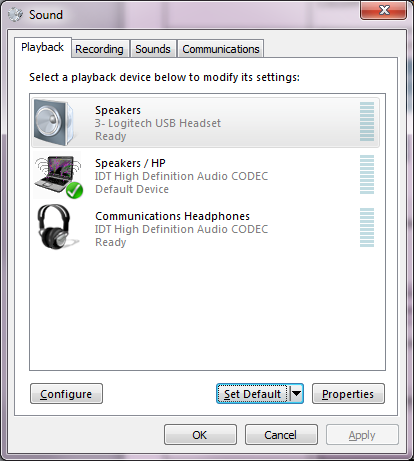 Sound
Playback Recording Sounds Communications
Select a playback device below to modify its settings:
Speakers
3- Logitech USB Headset
Ready
Speakers / HP
IDT High Definition Audio CODEC
Default Device
Communications Headphones
IDT High Definition Audio CODEC
Ready
Configure Set Default Properties
OK Cancel Apply